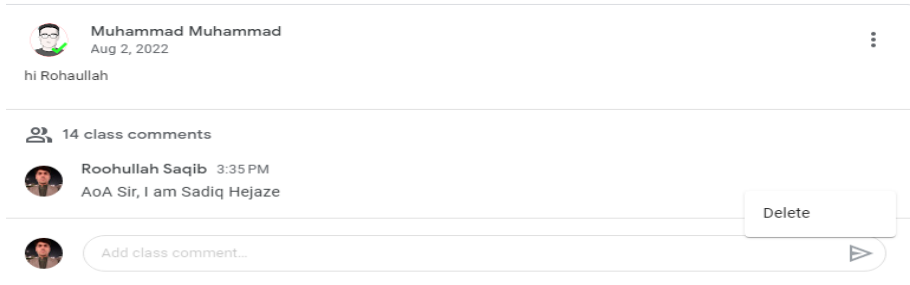 Muhammad Muhammad
Aug 2, 2022
hi Rohaullah
14 class comments
Roohullah Saqib 3:35 PM
AoA Sir, I am Sadiq Hejaze
Delete
Add class comment...